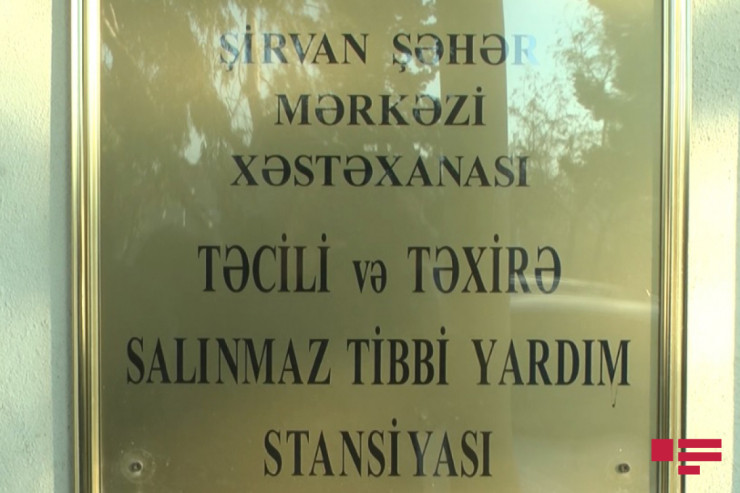 ŞİRVAN ŞƏHƏR
MƏRKƏZİ
XƏSTƏXANASI
TƏCİLİ və TƏXİRƏ
SALINMAZ TİBBİ YARDIM
STANSİYASI